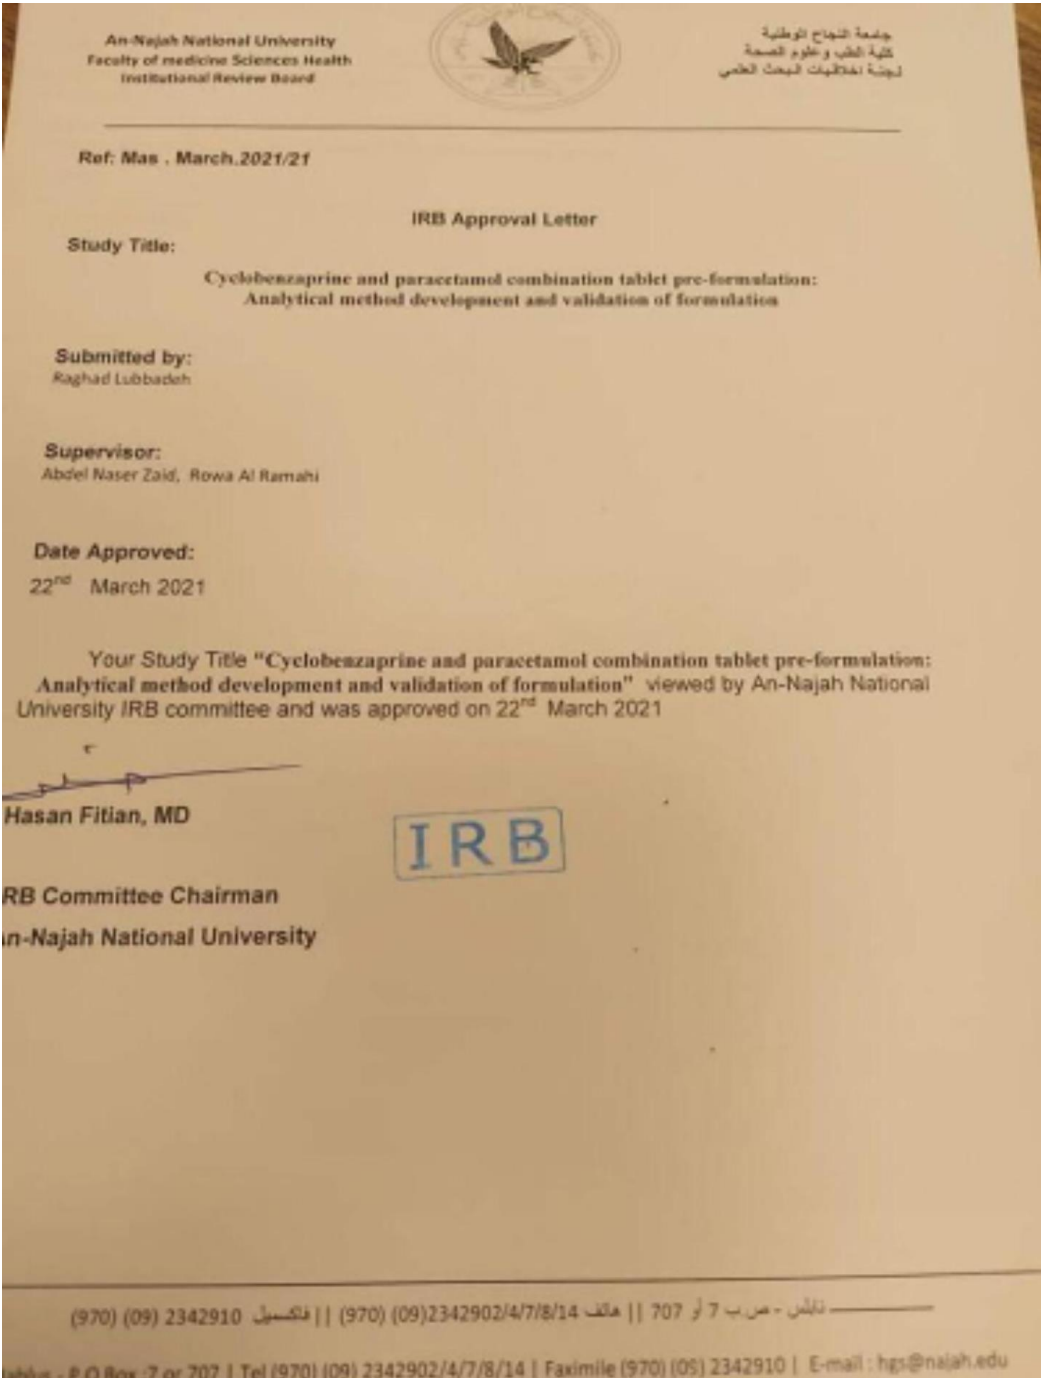 An-Najah National University
Faculty of medicine Sciences Health
Institutional Review Board
جامعة النجاح الوطنية
كلية الطب وعلوم الصحة
لجنة اخلاقيات البحث العلمي
Ref: Mas . March.2021/21
IRB Approval Letter
Study Title:
Cyclobenzaprine and paracetamol combination tablet pre-formulation:
Analytical method development and validation of formulation
Submitted by:
Raghad Lubbadeh
Supervisor:
Abdel Naser Zaid, Rowa Al Ramahi
Date Approved:
22nd March 2021
Your Study Title "Cyclobenzaprine and paracetamol combination tablet pre-formulation:
Analytical method development and validation of formulation" viewed by An-Najah National
University IRB committee and was approved on 22nd March 2021
Hasan Fitian, MD
IRB
RB Committee Chairman
n-Najah National University
نابلس - ص.ب 7 أو 707 || هاتف (970) (09)2342902/4/7/8/14 || فاكسميل (970) (09) 2342910
ablus - P.O Box :7 or 707 | Tel (970) (09) 2342902/4/7/8/14 | Faximile (970) (09) 2342910 | E-mail : hgs@najah.edu